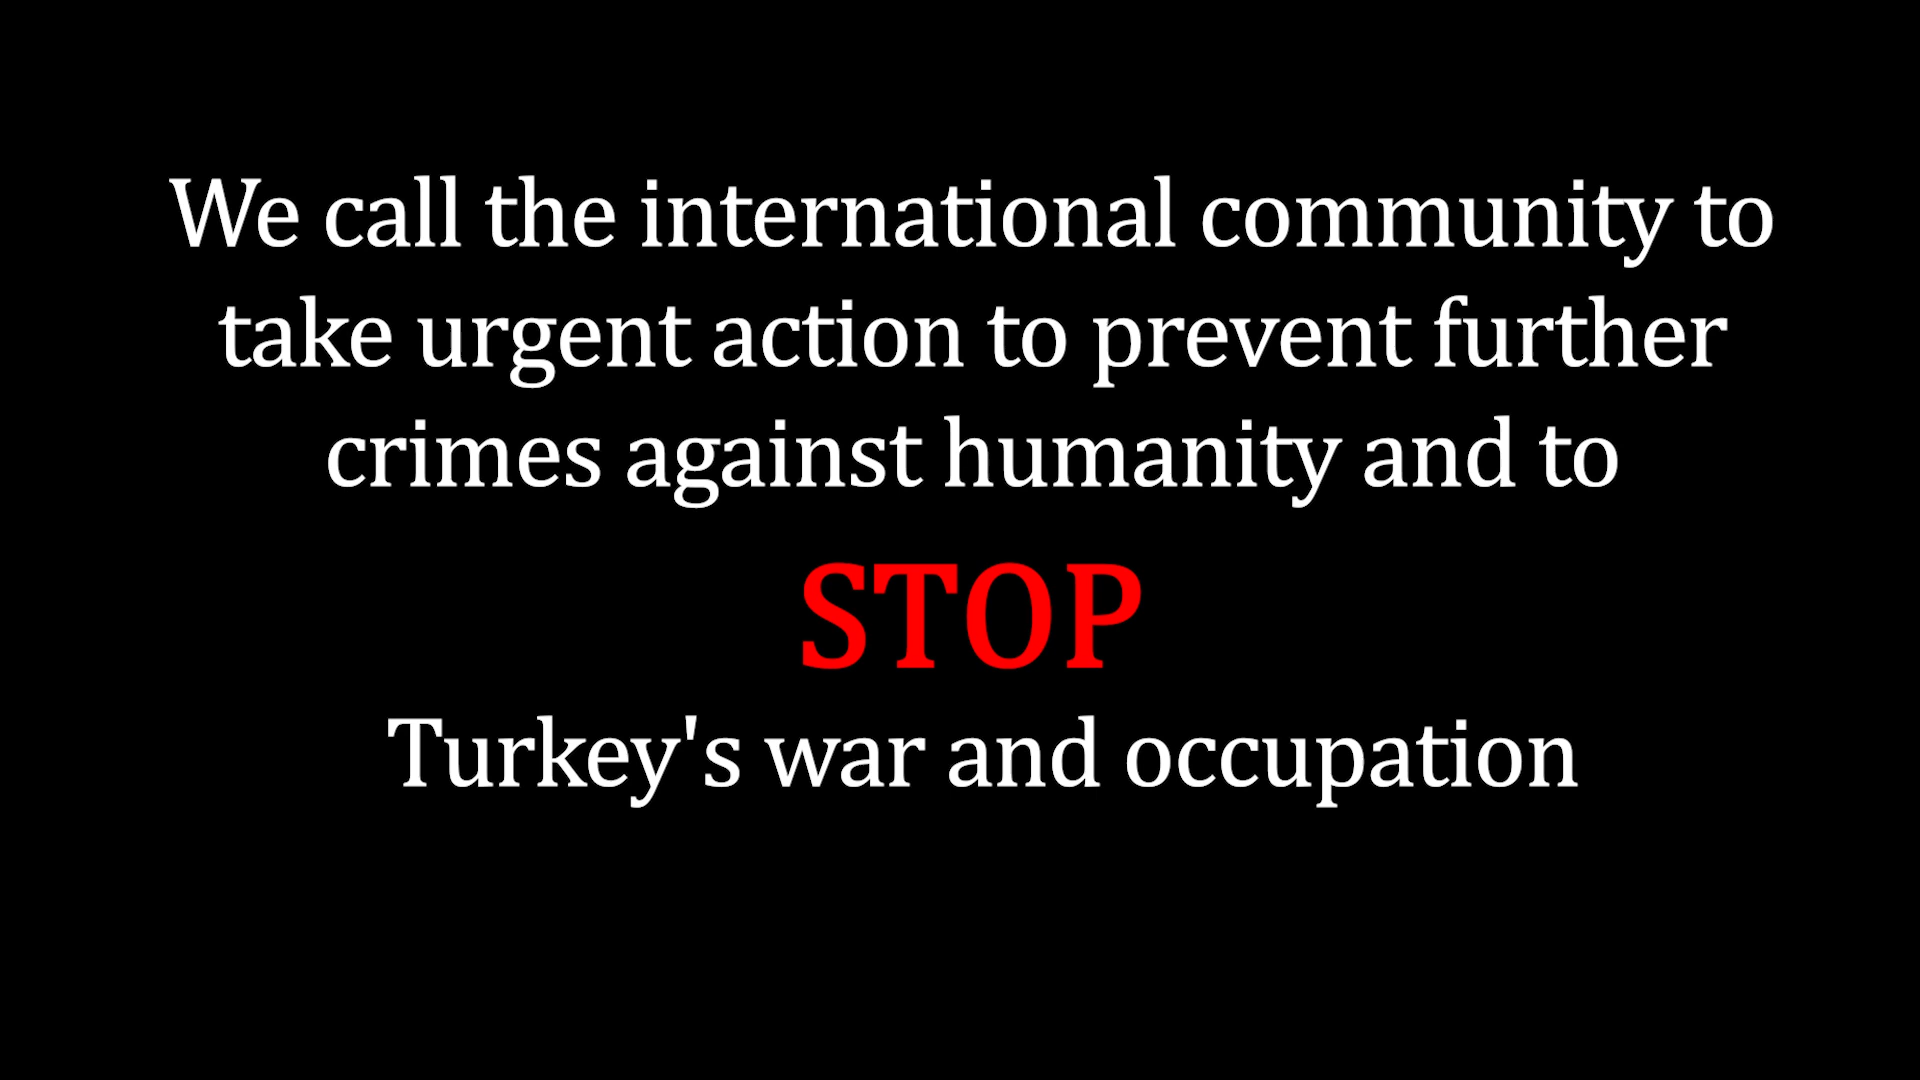 We call the international community to
take urgent action to prevent further
crimes against humanity and to
STOP
Turkey's war and occupation